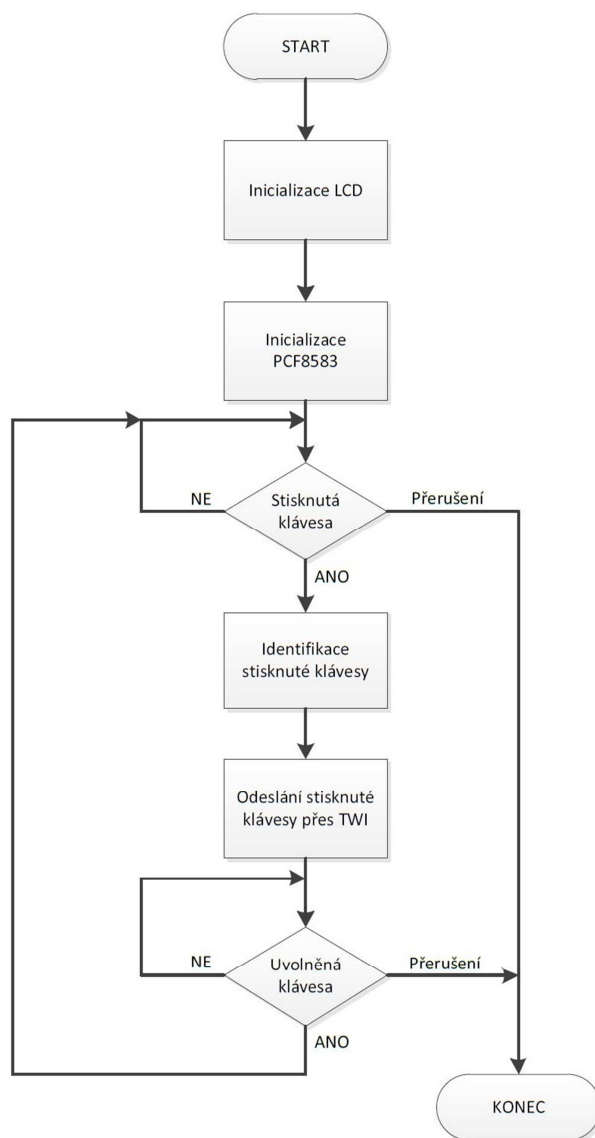 START
Inicializace LCD
Inicializace
PCF8583
NE
Stisknutá
klávesa
Přerušení
ANO
Identifikace
stisknuté klávesy
Odeslání stisknuté
klávesy přes TWI
NE
Uvolněná
klávesa
Přerušení
ANO
KONEC